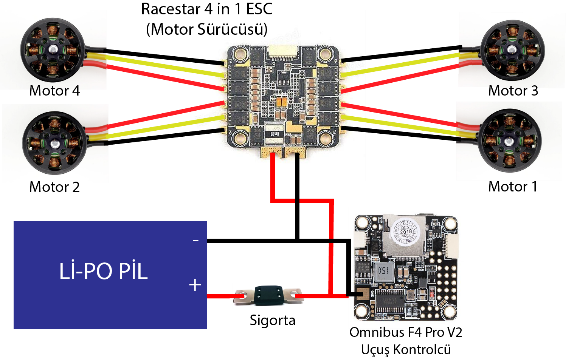 Racestar 4 in 1 ESC
(Motor Sürücüsü)
Motor 4
Motor 3
Motor 2
Motor 1
LİPO PİL
-
+
Sigorta
Omnibus F4 Pro V2
Uçuş Kontrolcü